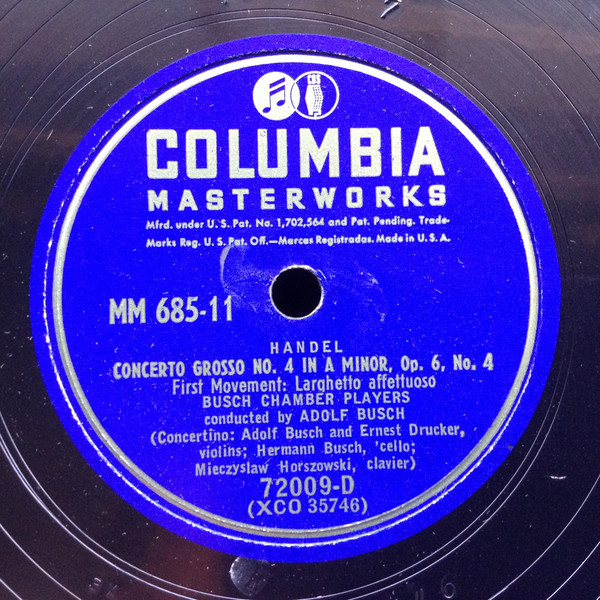 CBS
COLUMBIA
MASTERWORKS
Mfrd. under U. S. Pat. No. 1,702,564 and Pat. Pending. Trade-
Marks Reg. U. S. Pat. Off.—Marcas Registradas. Made in U. S. A.
MM 685-11
HANDEL
CONCERTO GROSSO NO. 4 IN A MINOR, Op. 6, No. 4
First Movement: Larghetto affettuoso
BUSCH CHAMBER PLAYERS
conducted by ADOLF BUSCH
(Concertino: Adolf Busch and Ernest Drucker,
violins; Hermann Busch, 'cello;
Mieczyslaw Horszowski, clavier)
72009-D
(XCO 35746)